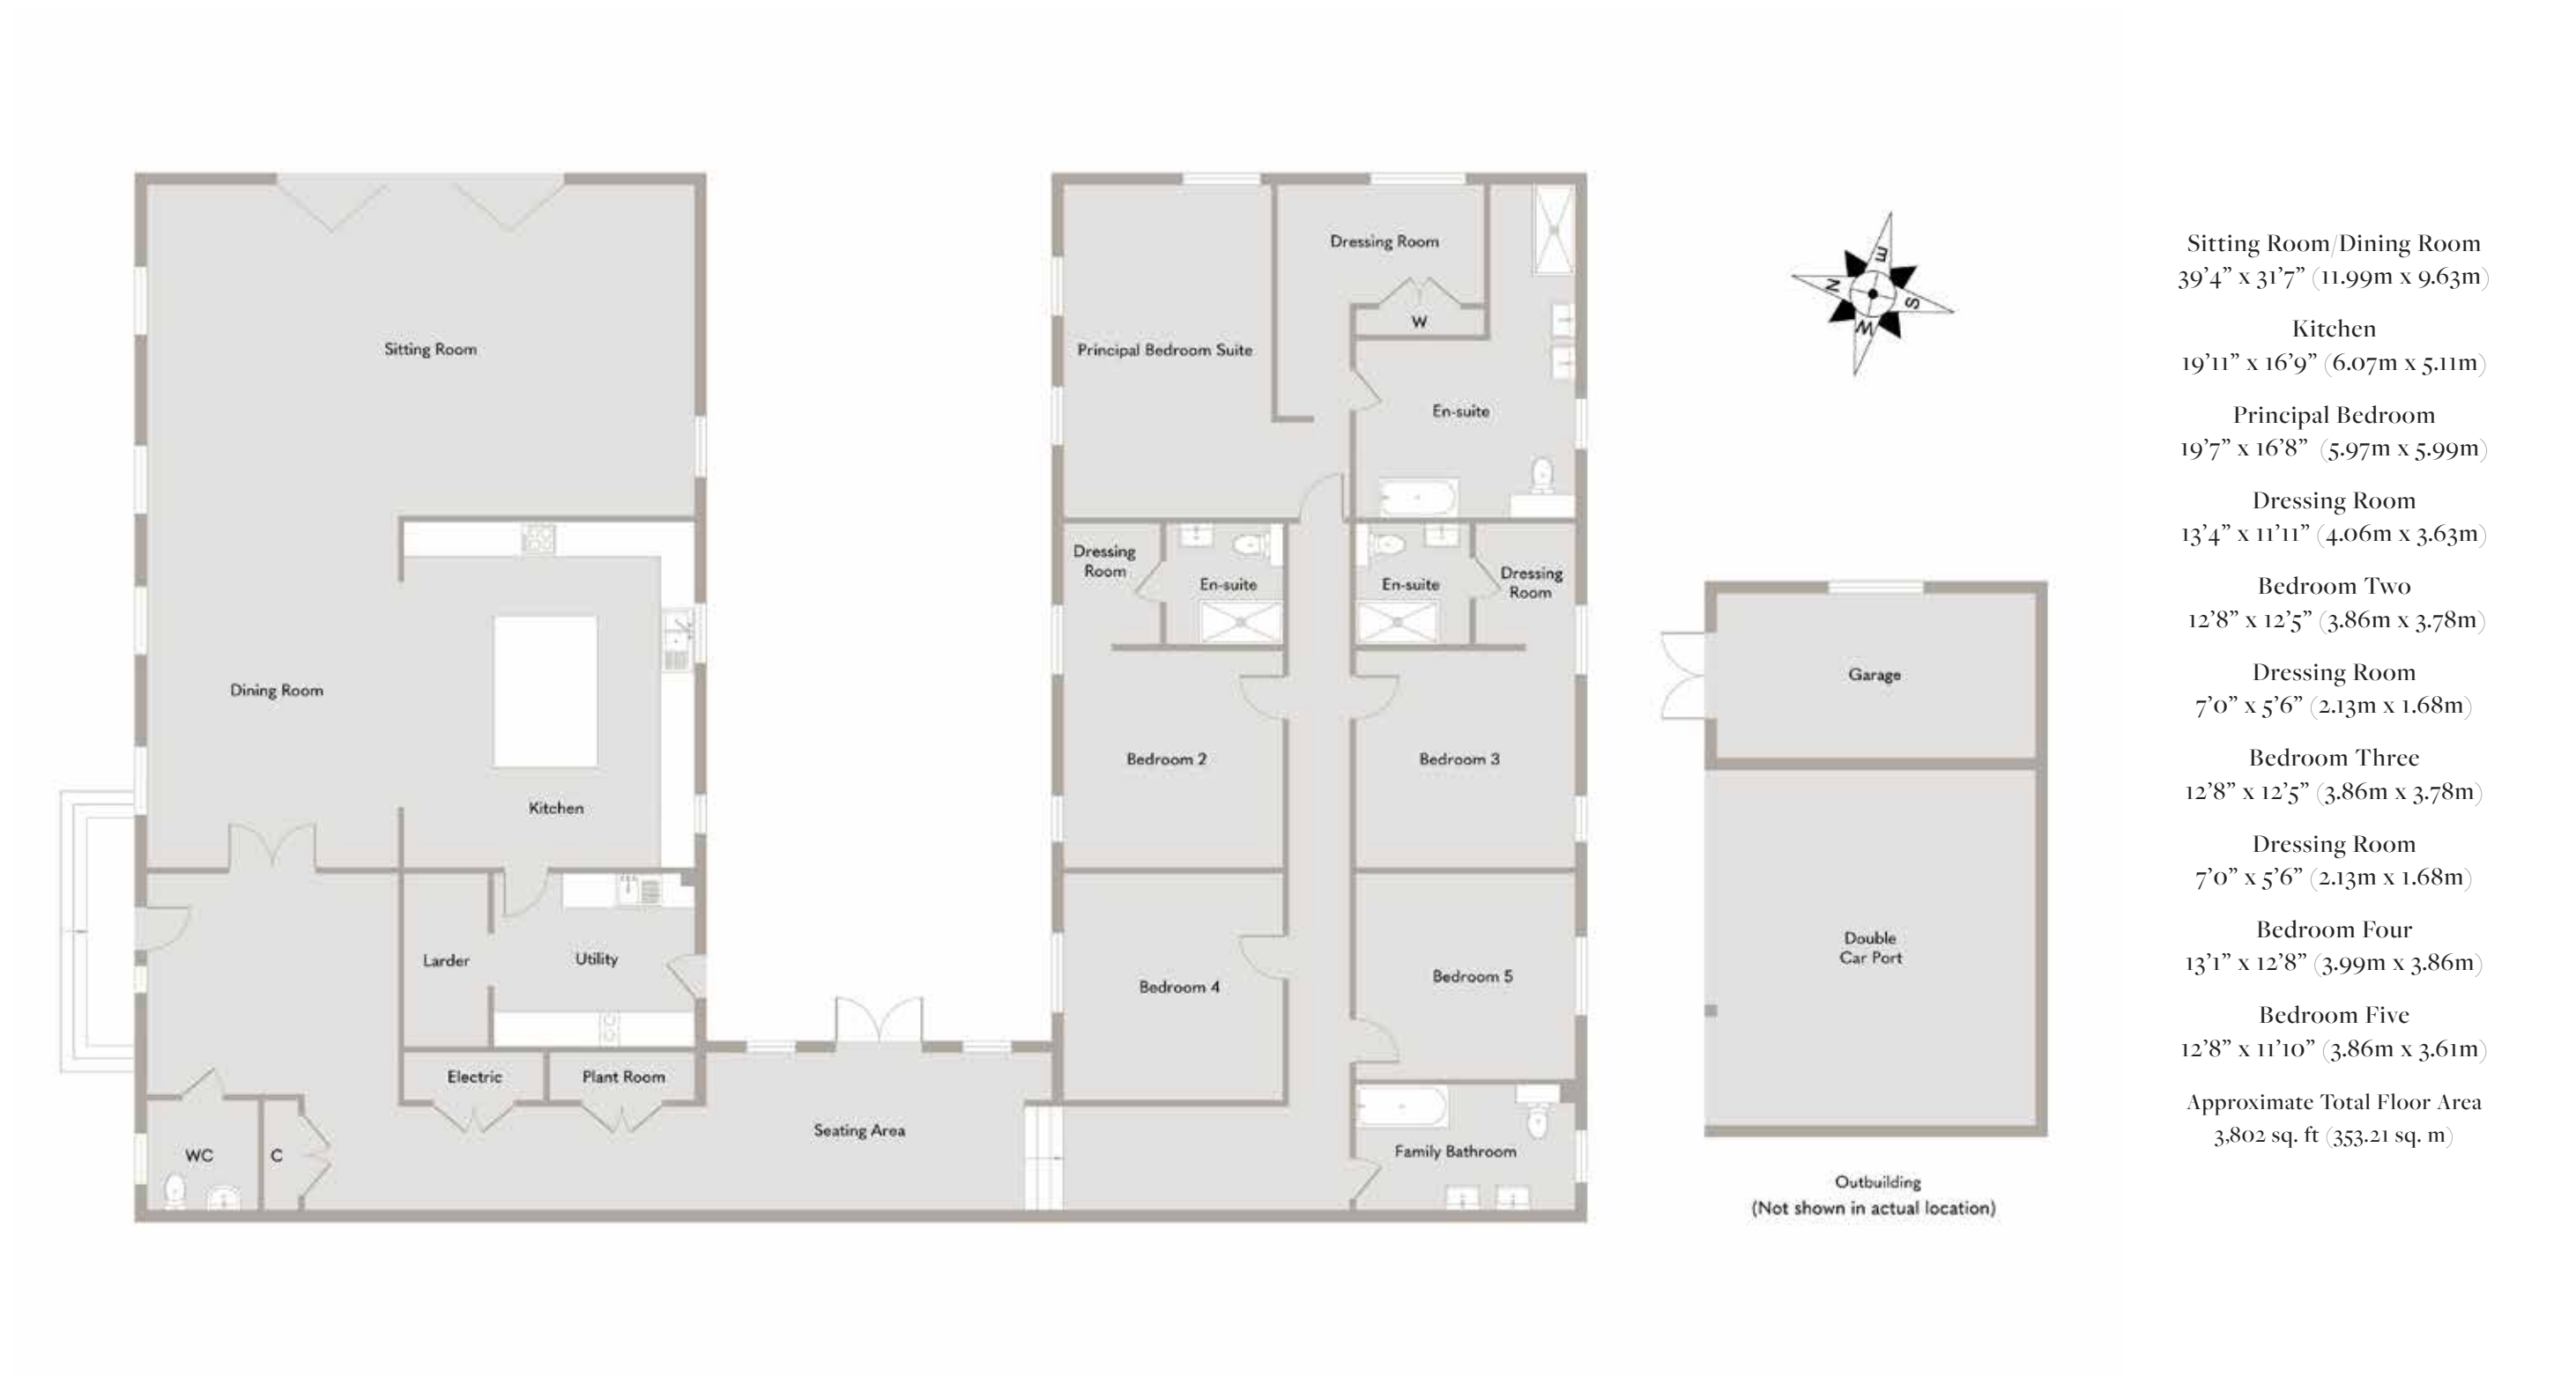 Sitting Room
Dining Room
Kitchen
Larder
Utility
Electric
Plant Room
WC
C
Seating Area
Principal Bedroom Suite
Dressing Room
W
En-suite
Dressing
Room
En-suite
En-suite
Dressing
Room
Bedroom 2
Bedroom 3
Bedroom 4
Bedroom 5
Family Bathroom
E
N
S
W
Garage
Double
Car Port
Outbuilding
(Not shown in actual location)
Sitting Room/Dining Room
39’4” x 31’7” (11.99m x 9.63m)
Kitchen
19’11” x 16’9” (6.07m x 5.11m)
Principal Bedroom
19’7” x 16’8” (5.97m x 5.99m)
Dressing Room
13’4” x 11’11” (4.06m x 3.63m)
Bedroom Two
12’8” x 12’5” (3.86m x 3.78m)
Dressing Room
7’0” x 5’6” (2.13m x 1.68m)
Bedroom Three
12’8” x 12’5” (3.86m x 3.78m)
Dressing Room
7’0” x 5’6” (2.13m x 1.68m)
Bedroom Four
13’1” x 12’8” (3.99m x 3.86m)
Bedroom Five
12’8” x 11’10” (3.86m x 3.61m)
Approximate Total Floor Area
3,802 sq. ft (353.21 sq. m)